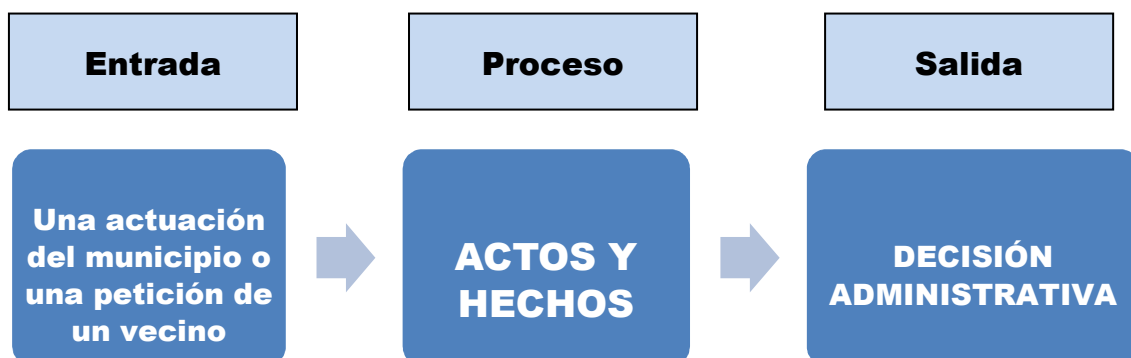 Entrada
Proceso
Salida
Una actuación
del municipio o
una petición de
un vecino
ACTOS Y
HECHOS
DECISIÓN
ADMINISTRATIVA